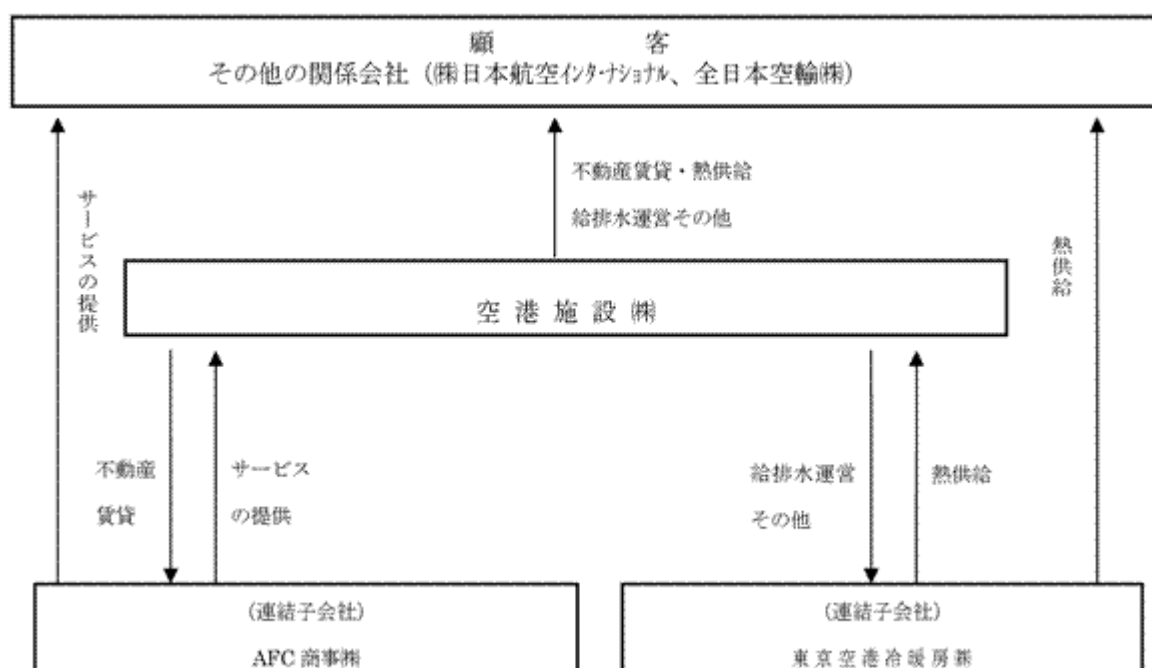 顧客
その他の関係会社（㈱日本航空ｲﾝﾀｰﾅｼｮﾅﾙ、全日本空輸㈱）
不動産賃貸・熱供給
給排水運営その他
サービスの提供
熱供給
空港施設㈱
不動産
賃貸
サービス
の提供
給排水運営
その他
熱供給
(連結子会社)
AFC 商事㈱
(連結子会社)
東京空港冷暖房㈱